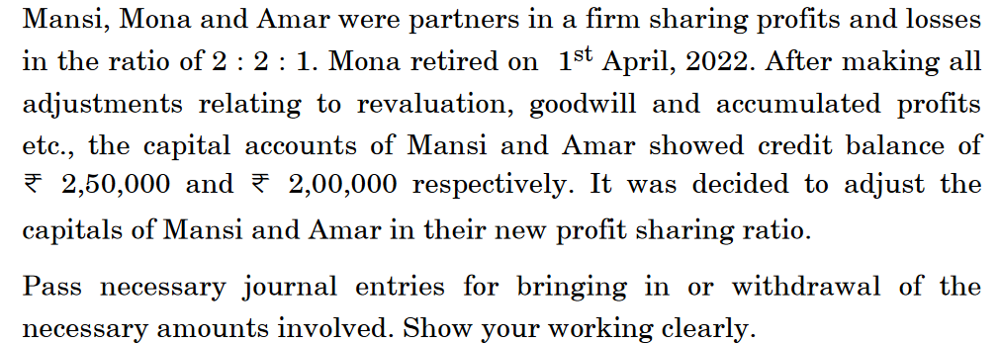 Mansi, Mona and Amar were partners in a firm sharing profits and losses
in the ratio of 2 : 2 : 1. Mona retired on 1st April, 2022. After making all
adjustments relating to revaluation, goodwill and accumulated profits
etc., the capital accounts of Mansi and Amar showed credit balance of
₹ 2,50,000 and ₹ 2,00,000 respectively. It was decided to adjust the
capitals of Mansi and Amar in their new profit sharing ratio.
Pass necessary journal entries for bringing in or withdrawal of the
necessary amounts involved. Show your working clearly.